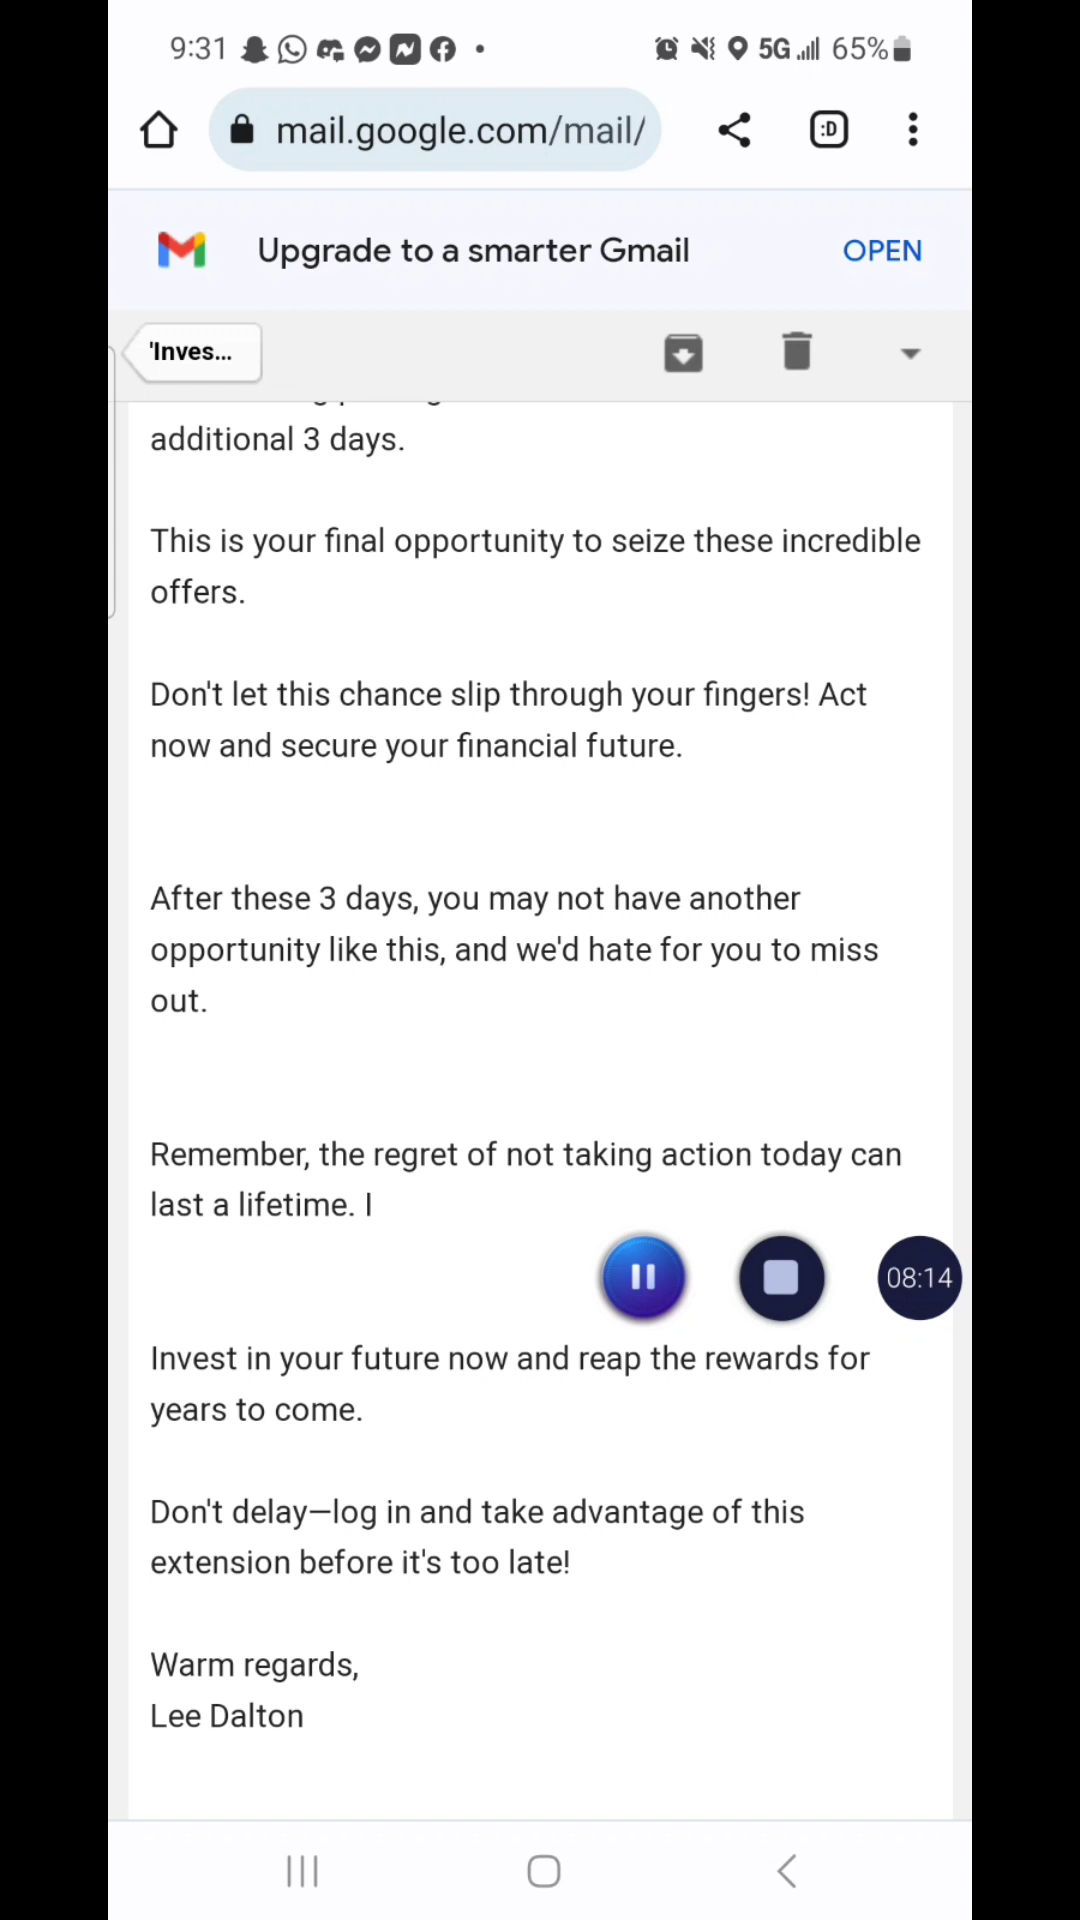 9:31
5G 65%
mail.google.com/mail/
:D
Upgrade to a smarter Gmail
OPEN
'Inves...
additional 3 days.
This is your final opportunity to seize these incredible
offers.
Don't let this chance slip through your fingers! Act
now and secure your financial future.
After these 3 days, you may not have another
opportunity like this, and we'd hate for you to miss
out.
Remember, the regret of not taking action today can
last a lifetime. I
08:14
Invest in your future now and reap the rewards for
years to come.
Don't delay—log in and take advantage of this
extension before it's too late!
Warm regards,
Lee Dalton